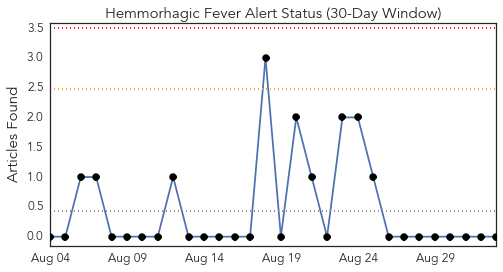 Hemmorhagic Fever Alert Status (30-Day Window)
Articles Found
3.5
3.0
2.5
2.0
1.5
1.0
0.5
0.0
Aug 04 Aug 09 Aug 14 Aug 19 Aug 24 Aug 29